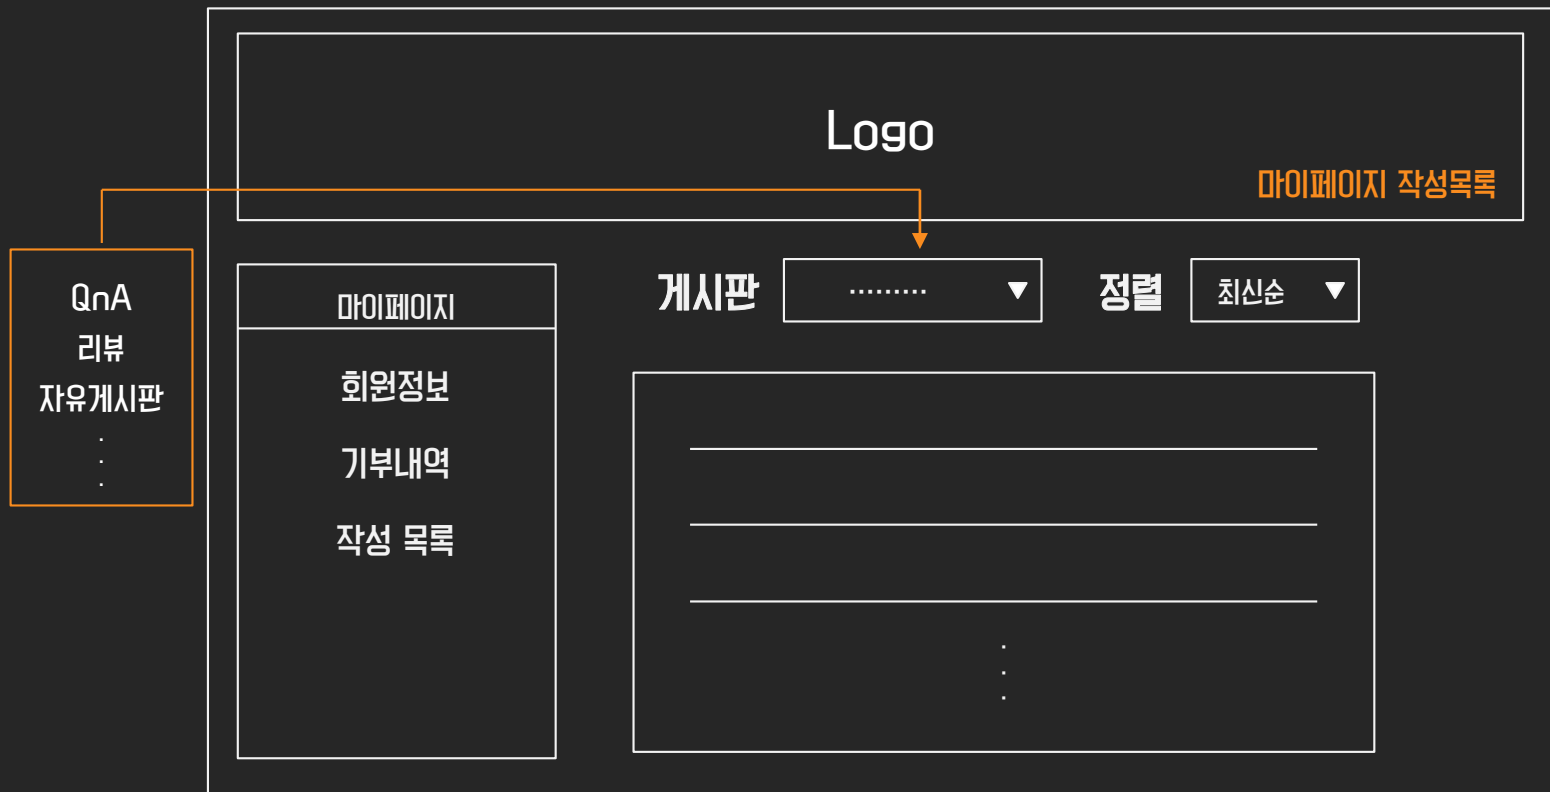 Logo
마이페이지 작성목록
QnA
리뷰
자유게시판
.
.
.
마이페이지
회원정보
기부내역
작성 목록
게시판 ········· ▼ 정렬 최신순 ▼
.
.
.